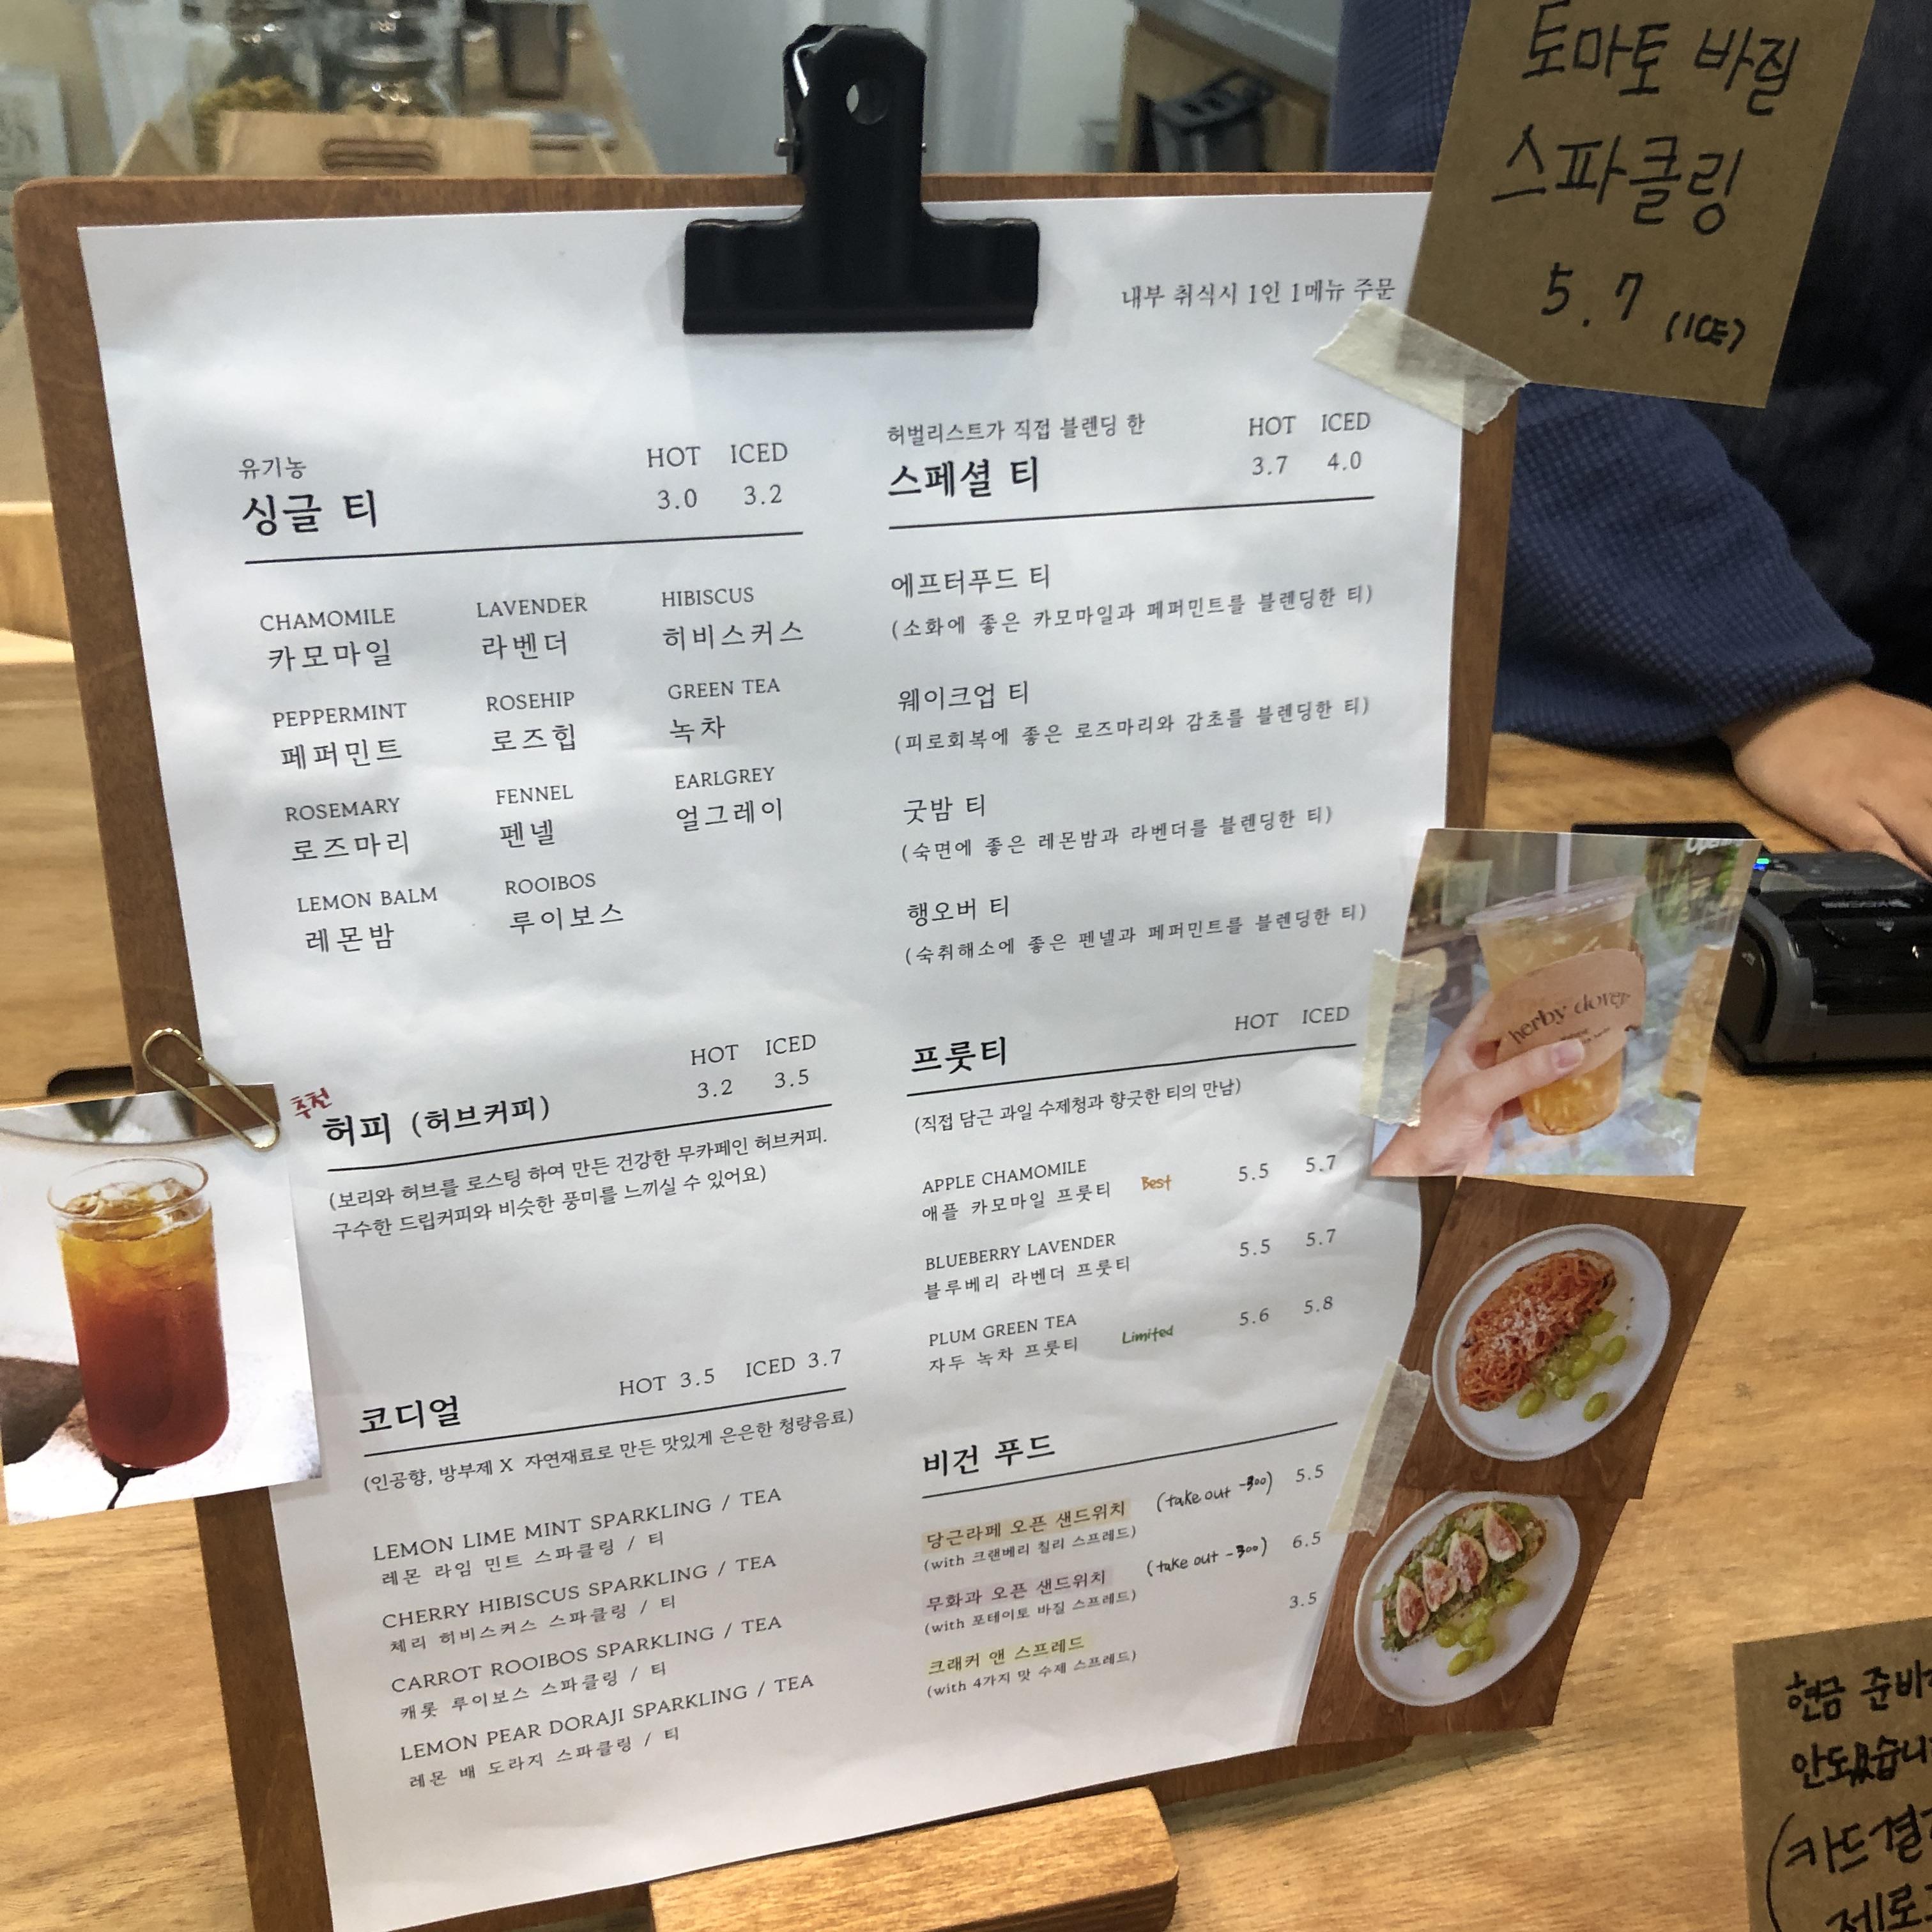 토마토 바질
스파클링
5.7 (ICE)
내부 취식시 1인 1메뉴 주문
유기농
싱글 티
HOT ICED
3.0 3.2
CHAMOMILE LAVENDER HIBISCUS
카모마일 라벤더 히비스커스
PEPPERMINT ROSEHIP GREEN TEA
페퍼민트 로즈힙 녹차
ROSEMARY FENNEL EARLGREY
로즈마리 펜넬 얼그레이
LEMON BALM ROOIBOS
레몬밤 루이보스
추천
허피 (허브커피)
HOT ICED
3.2 3.5
(보리와 허브를 로스팅 하여 만든 건강한 무카페인 허브커피.
구수한 드립커피와 비슷한 풍미를 느끼실 수 있어요)
코디얼
HOT 3.5 ICED 3.7
(인공향, 방부제 X 자연재료로 만든 맛있게 은은한 청량음료)
LEMON LIME MINT SPARKLING / TEA
레몬 라임 민트 스파클링 / 티
CHERRY HIBISCUS SPARKLING / TEA
체리 히비스커스 스파클링 / 티
CARROT ROOIBOS SPARKLING / TEA
캐롯 루이보스 스파클링 / 티
LEMON PEAR DORAJI SPARKLING / TEA
레몬 배 도라지 스파클링 / 티
허벌리스트가 직접 블렌딩 한
스페셜 티
HOT ICED
3.7 4.0
에프터푸드 티
(소화에 좋은 카모마일과 페퍼민트를 블렌딩한 티)
웨이크업 티
(피로회복에 좋은 로즈마리와 감초를 블렌딩한 티)
굿밤 티
(숙면에 좋은 레몬밤과 라벤더를 블렌딩한 티)
행오버 티
(숙취해소에 좋은 펜넬과 페퍼민트를 블렌딩한 티)
프룻티
HOT ICED
(직접 담근 과일 수제청과 향긋한 티의 만남)
APPLE CHAMOMILE
애플 카모마일 프룻티 Best 5.5 5.7
BLUEBERRY LAVENDER
블루베리 라벤더 프룻티 5.5 5.7
PLUM GREEN TEA
자두 녹차 프룻티 Limited 5.6 5.8
비건 푸드
당근라페 오픈 샌드위치 (take out -300) 5.5
(with 크랜베리 칠리 스프레드)
무화과 오픈 샌드위치 (take out -300) 6.5
(with 포테이토 바질 스프레드)
크래커 앤 스프레드 3.5
(with 4가지 맛 수제 스프레드)
herby clover
현금 준비
안되었습니
(카드결
제로